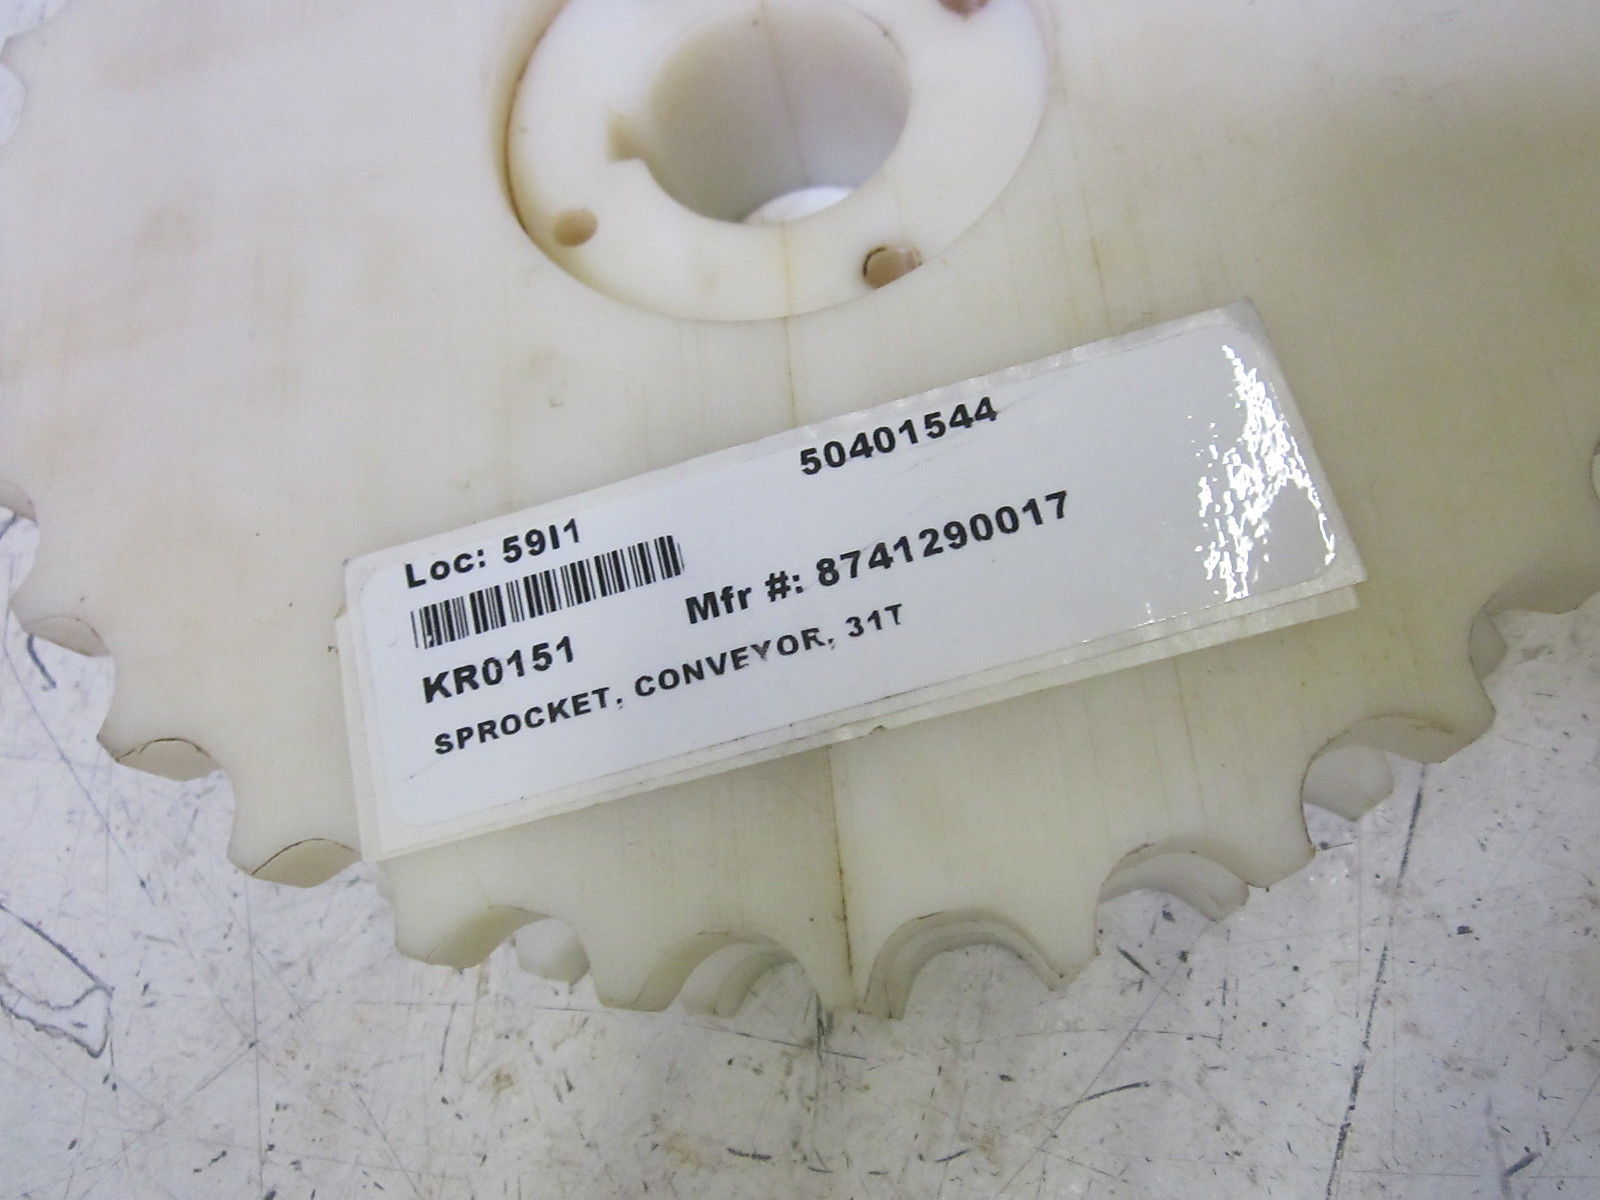 50401544
Loc: 59I1
Mfr #: 8741290017
KR0151
SPROCKET, CONVEYOR, 31T